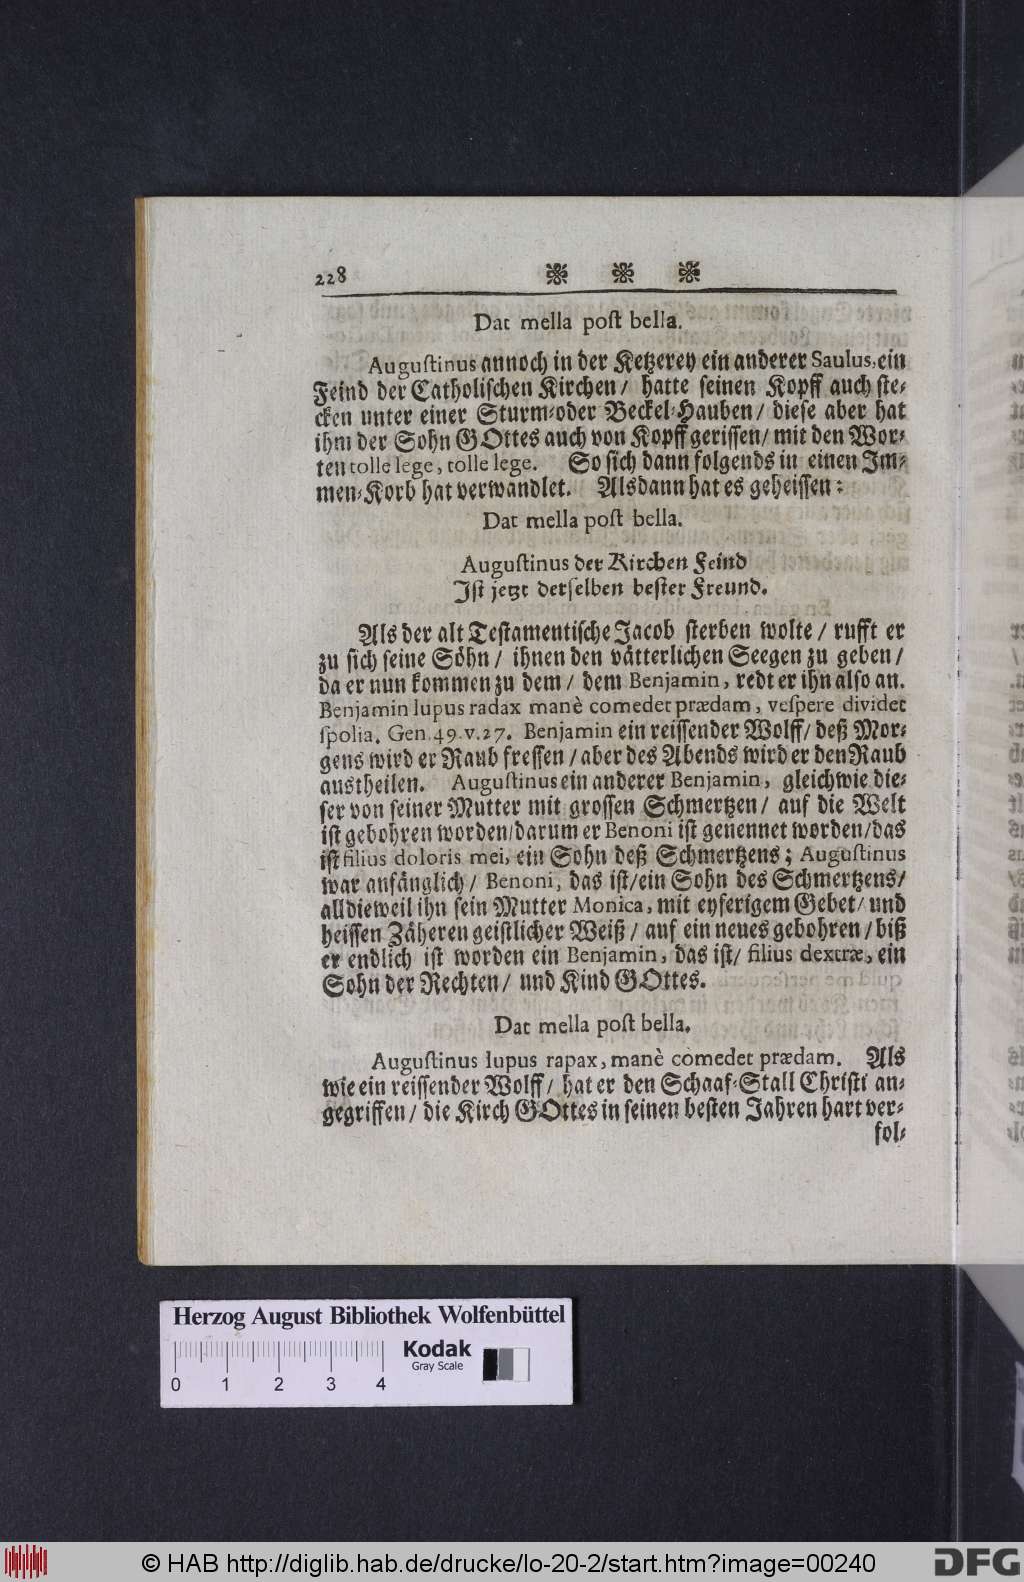 228
Dat mella poſt bella.
Auguſtinus annoch in der Ketzerey ein anderer Saulus, ein
Feind der Catholiſchen Kirchen / hatte ſeinen Kopff auch ſte-
cken unter einer Sturm-oder Beckel-Hauben / dieſe aber hat
ihm der Sohn GOttes auch von Kopff geriſſen / mit den Wor-
ten tolle lege, tolle lege. So ſich dann folgends in einen Im-
men-Korb hat verwandlet. Alsdann hat es geheiſſen:
Dat mella poſt bella.
Auguſtinus der Kirchen Feind
Iſt jetzt derſelben beſter Freund.
Als der alt Teſtamentiſche Jacob ſterben wolte / rufft er
zu ſich ſeine Söhn / ihnen den vätterlichen Seegen zu geben /
da er nun kommen zu dem / dem Benjamin, redt er ihn alſo an.
Benjamin lupus radax manè comedet prædam, veſpere dividet
ſpolia. Gen. 49. v. 27. Benjamin ein reiſſender Wolff / deß Mor-
gens wird er Raub freſſen / aber des Abends wird er den Raub
austheilen. Auguſtinus ein anderer Benjamin, gleichwie die-
ſer von ſeiner Mutter mit groſſen Schmertzen / auf die Welt
iſt gebohren worden / darum er Benoni iſt genennet worden / das
iſt filius doloris mei, ein Sohn deß Schmertzens; Auguſtinus
war anfänglich / Benoni, das iſt / ein Sohn des Schmertzens /
alldieweil ihn ſein Mutter Monica, mit eyferigem Gebet / und
heiſſen Zäheren geiſtlicher Weiß / auf ein neues gebohren / biß
er endlich iſt worden ein Benjamin, das iſt / filius dextræ, ein
Sohn der Rechten / und Kind GOttes.
Dat mella poſt bella.
Auguſtinus lupus rapax, manè comedet prædam. Als
wie ein reiſſender Wolff / hat er den Schaaf-Stall Chriſti an-
gegriffen / die Kirch GOttes in ſeinen beſten Jahren hart ver-
fol-
Herzog August Bibliothek Wolfenbüttel
Kodak
Gray Scale
0 1 2 3 4
© HAB http://diglib.hab.de/drucke/lo-20-2/start.htm?image=00240
DFG